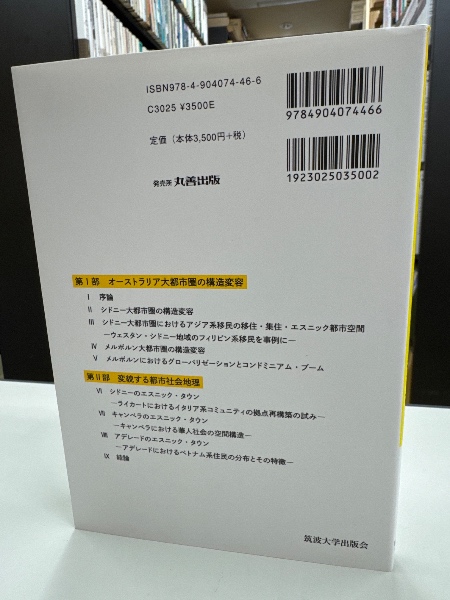 ISBN978-4-904074-46-6
C3025 ¥3500E
定価（本体3,500円+税）
発売所 丸善出版
9784904074466
1923025035002
第Ⅰ部 オーストラリア大都市圏の構造変容
Ⅰ 序論
Ⅱ シドニー大都市圏の構造変容
Ⅲ シドニー大都市圏におけるアジア系移民の移住・集住・エスニック都市空間
―ウェスタン・シドニー地域のフィリピン系移民を事例に―
Ⅳ メルボルン大都市圏の構造変容
Ⅴ メルボルンにおけるグローバリゼーションとコンドミニアム・ブーム
第Ⅱ部 変貌する都市社会地理
Ⅵ シドニーのエスニック・タウン
―ライカートにおけるイタリア系コミュニティの拠点再構築の試み―
Ⅶ キャンベラのエスニック・タウン
―キャンベラにおける華人社会の空間構造―
Ⅷ アデレードのエスニック・タウン
―アデレードにおけるベトナム系住民の分布とその特徴―
Ⅸ 結論
筑波大学出版会